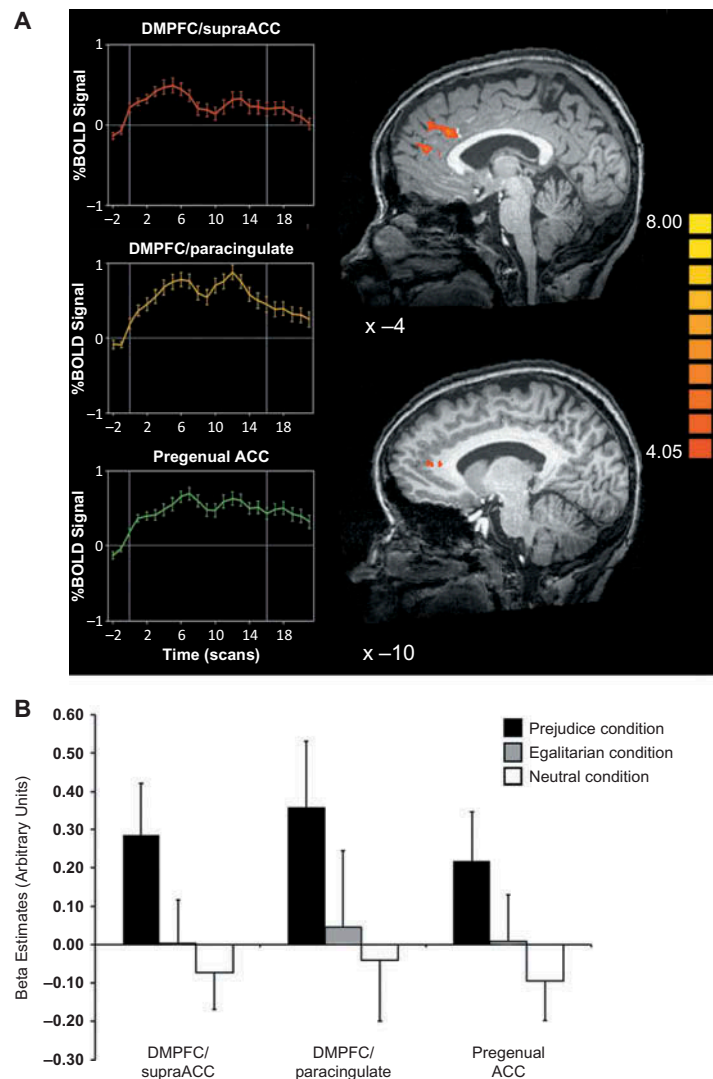 A
DMPFC/supraACC
1
0
–1
%BOLD Signal
–2 2 6 10 14 18
DMPFC/paracingulate
1
0
–1
%BOLD Signal
–2 2 6 10 14 18
Pregenual ACC
1
0
–1
%BOLD Signal
–2 2 6 10 14 18
Time (scans)
x –4
x –10
8.00
4.05
B
0.60
0.50
0.40
0.30
0.20
0.10
0.00
–0.10
–0.20
–0.30
Beta Estimates (Arbitrary Units)
Prejudice condition
Egalitarian condition
Neutral condition
DMPFC/
supraACC
DMPFC/
paracingulate
Pregenual
ACC